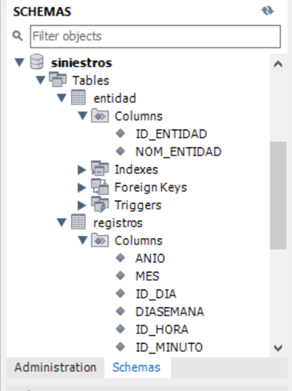 SCHEMAS
Filter objects
siniestros
Tables
entidad
Columns
ID_ENTIDAD
NOM_ENTIDAD
Indexes
Foreign Keys
Triggers
registros
Columns
ANIO
MES
ID_DIA
DIASEMANA
ID_HORA
ID_MINUTO
Administration Schemas